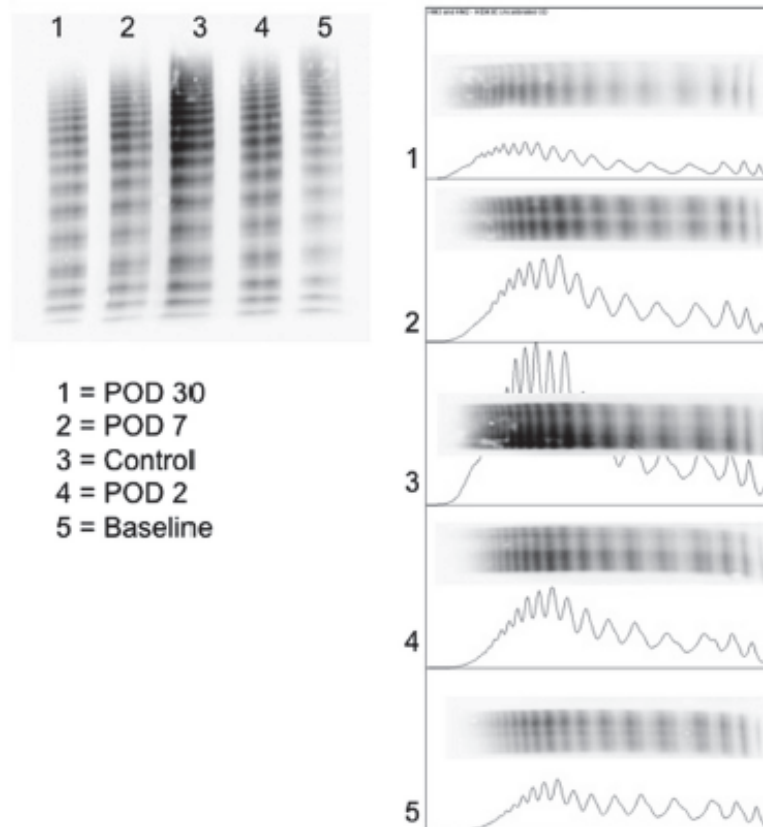 1 2 3 4 5
1 = POD 30
2 = POD 7
3 = Control
4 = POD 2
5 = Baseline
1
2
3
4
5